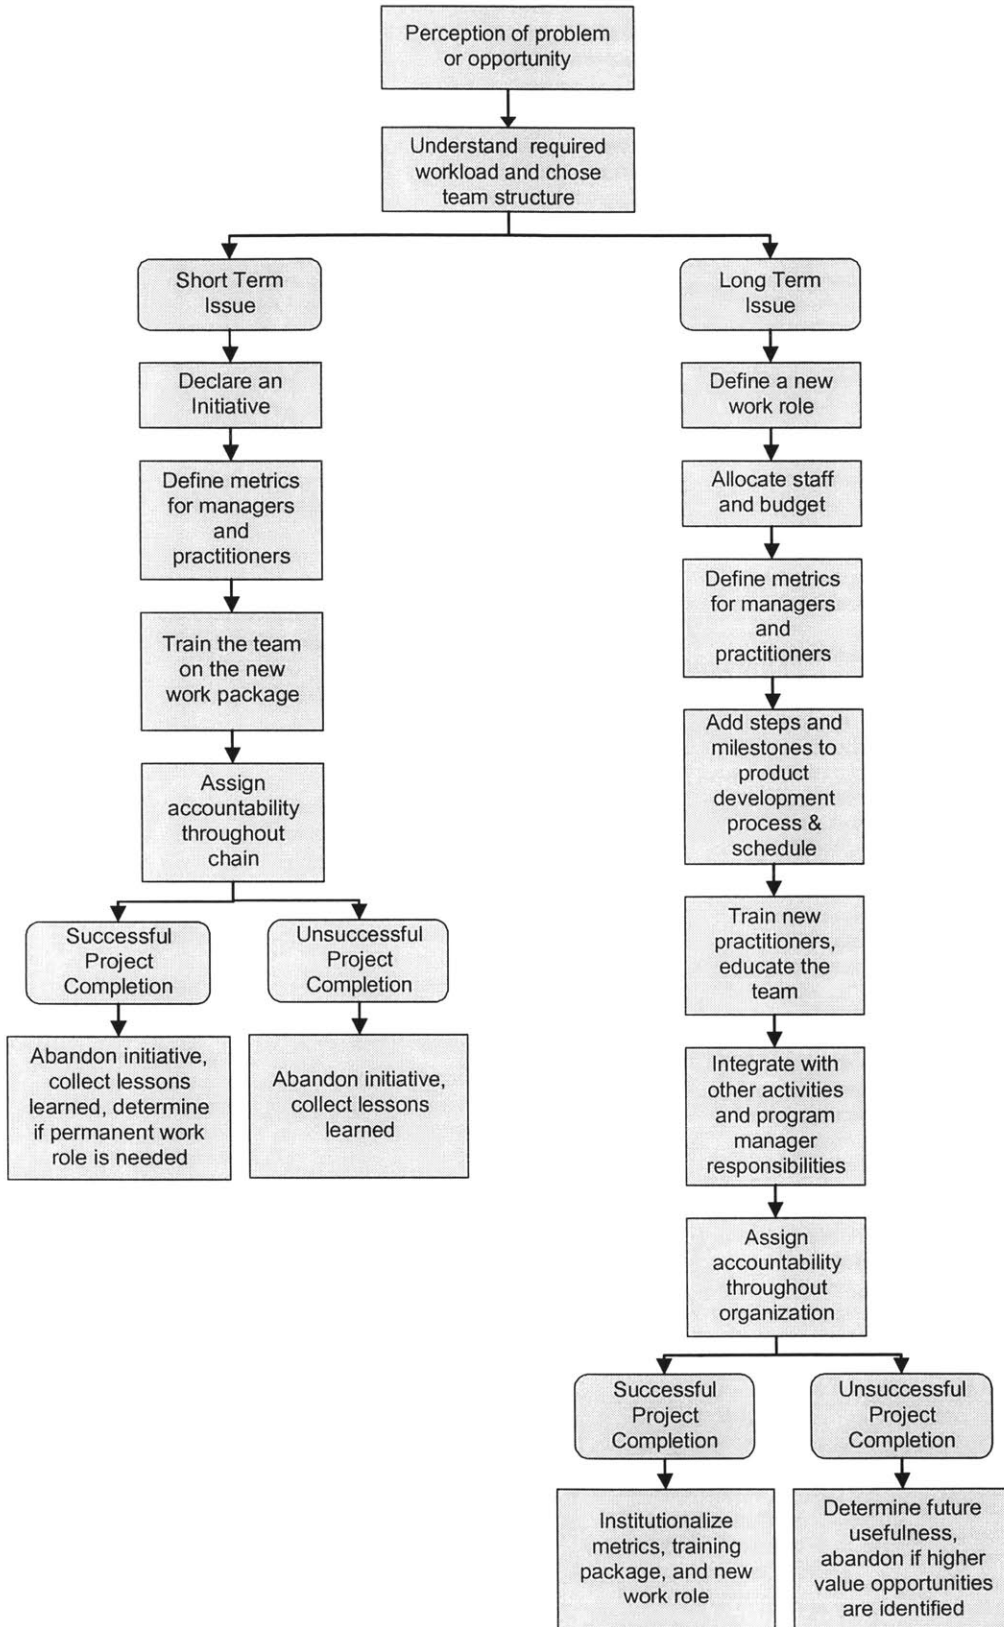 Perception of problem
or opportunity
Understand required
workload and chose
team structure
Short Term
Issue
Declare an
Initiative
Define metrics
for managers
and
practitioners
Train the team
on the new
work package
Assign
accountability
throughout
chain
Successful
Project
Completion
Unsuccessful
Project
Completion
Abandon initiative,
collect lessons
learned, determine
if permanent work
role is needed
Abandon initiative,
collect lessons
learned
Long Term
Issue
Define a new
work role
Allocate staff
and budget
Define metrics
for managers
and
practitioners
Add steps and
milestones to
product
development
process &
schedule
Train new
practitioners,
educate the
team
Integrate with
other activities
and program
manager
responsibilities
Assign
accountability
throughout
organization
Successful
Project
Completion
Unsuccessful
Project
Completion
Institutionalize
metrics, training
package, and new
work role
Determine future
usefulness,
abandon if higher
value opportunities
are identified